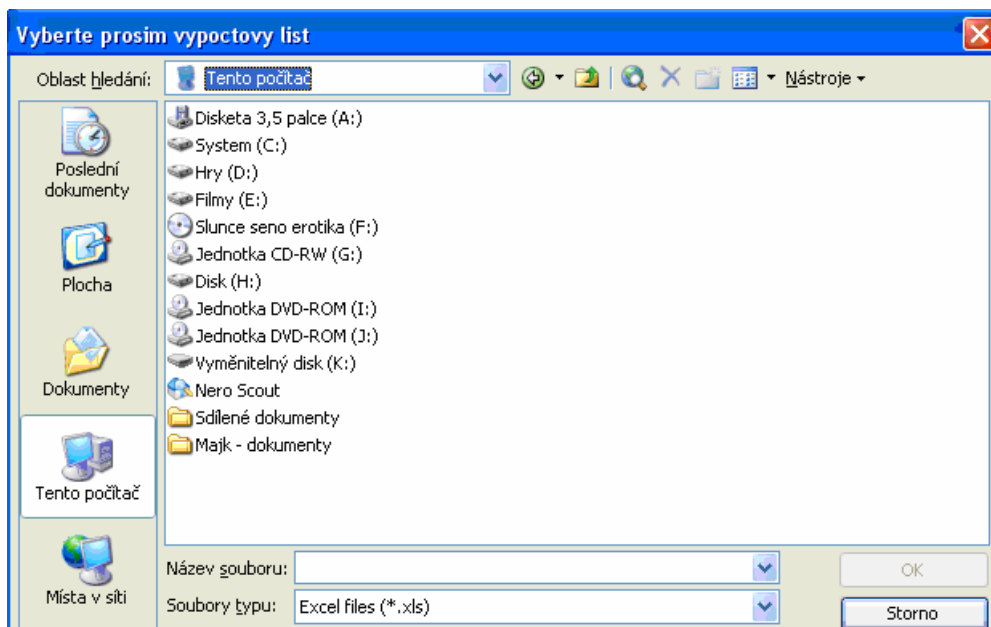 Vyberte prosim vypoctovy list
Oblast hledání:
Tento počítač
Nástroje
Poslední
dokumenty
Plocha
Dokumenty
Tento počítač
Místa v síti
Disketa 3,5 palce (A:)
System (C:)
Hry (D:)
Filmy (E:)
Slunce seno erotika (F:)
Jednotka CD-RW (G:)
Disk (H:)
Jednotka DVD-ROM (I:)
Jednotka DVD-ROM (J:)
Vyměnitelný disk (K:)
Nero Scout
Sdílené dokumenty
Majk - dokumenty
Název souboru:
OK
Soubory typu:
Excel files (*.xls)
Storno